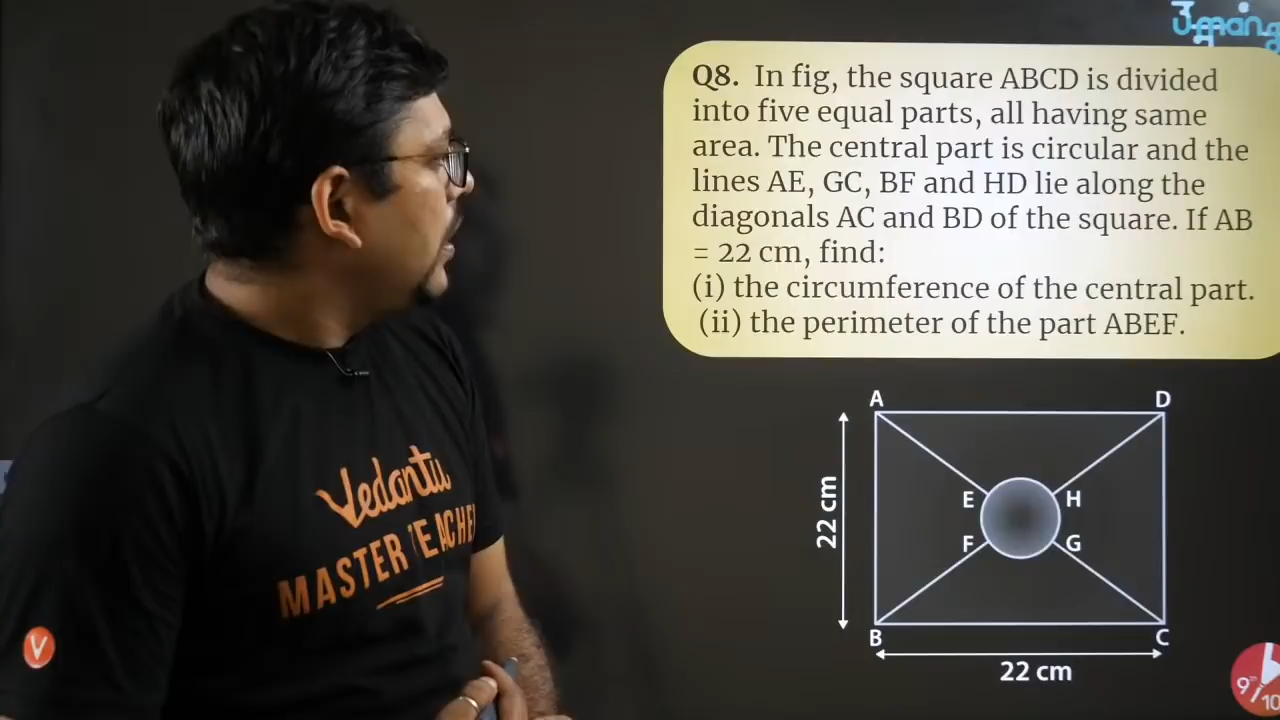 उmang
Q8. In fig, the square ABCD is divided
into five equal parts, all having same
area. The central part is circular and the
lines AE, GC, BF and HD lie along the
diagonals AC and BD of the square. If AB
= 22 cm, find:
(i) the circumference of the central part.
(ii) the perimeter of the part ABEF.
A
D
22 cm
E
H
F
G
B
C
22 cm
Vedantu
MASTER TEACHER
V
9th/10